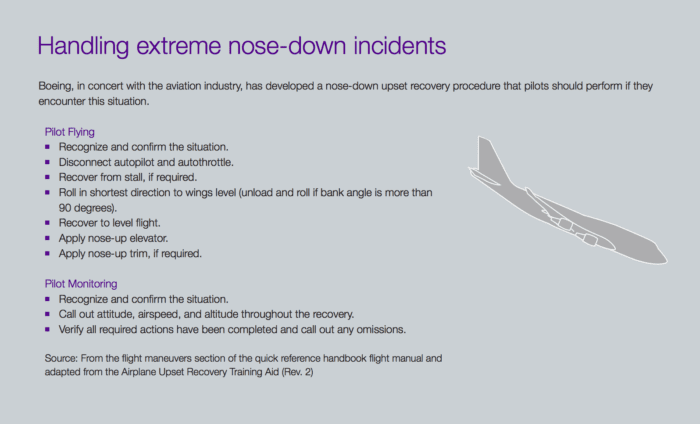 Handling extreme nose-down incidents
Boeing, in concert with the aviation industry, has developed a nose-down upset recovery procedure that pilots should perform if they
encounter this situation.
Pilot Flying
■ Recognize and confirm the situation.
■ Disconnect autopilot and autothrottle.
■ Recover from stall, if required.
■ Roll in shortest direction to wings level (unload and roll if bank angle is more than
90 degrees).
■ Recover to level flight.
■ Apply nose-up elevator.
■ Apply nose-up trim, if required.
Pilot Monitoring
■ Recognize and confirm the situation.
■ Call out attitude, airspeed, and altitude throughout the recovery.
■ Verify all required actions have been completed and call out any omissions.
Source: From the flight maneuvers section of the quick reference handbook flight manual and
adapted from the Airplane Upset Recovery Training Aid (Rev. 2)